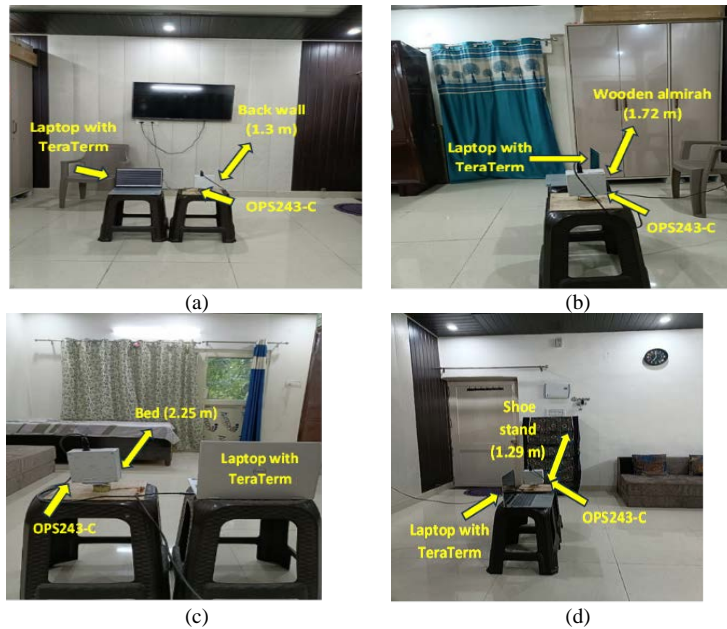 Laptop with
TeraTerm
Back wall
(1.3 m)
OPS243-C
(a)
Wooden almirah
(1.72 m)
Laptop with
TeraTerm
OPS243-C
(b)
Bed (2.25 m)
Laptop with
TeraTerm
OPS243-C
(c)
Shoe
stand
(1.29 m)
OPS243-C
Laptop with
TeraTerm
(d)